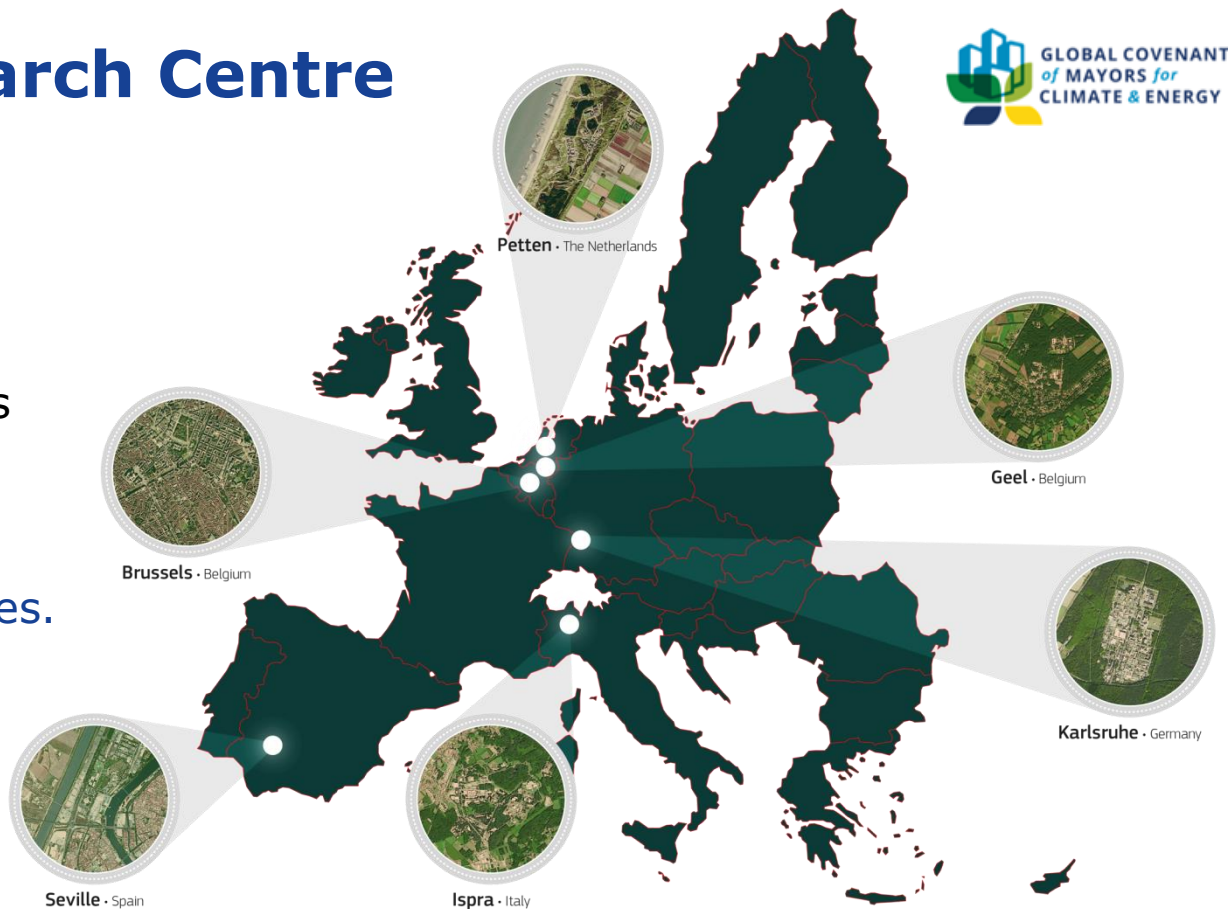 arch Centre
GLOBAL COVENANT
of MAYORS for
CLIMATE & ENERGY
Petten · The Netherlands
s
Geel · Belgium
Brussels · Belgium
es.
Karlsruhe · Germany
Seville · Spain
Ispra · Italy